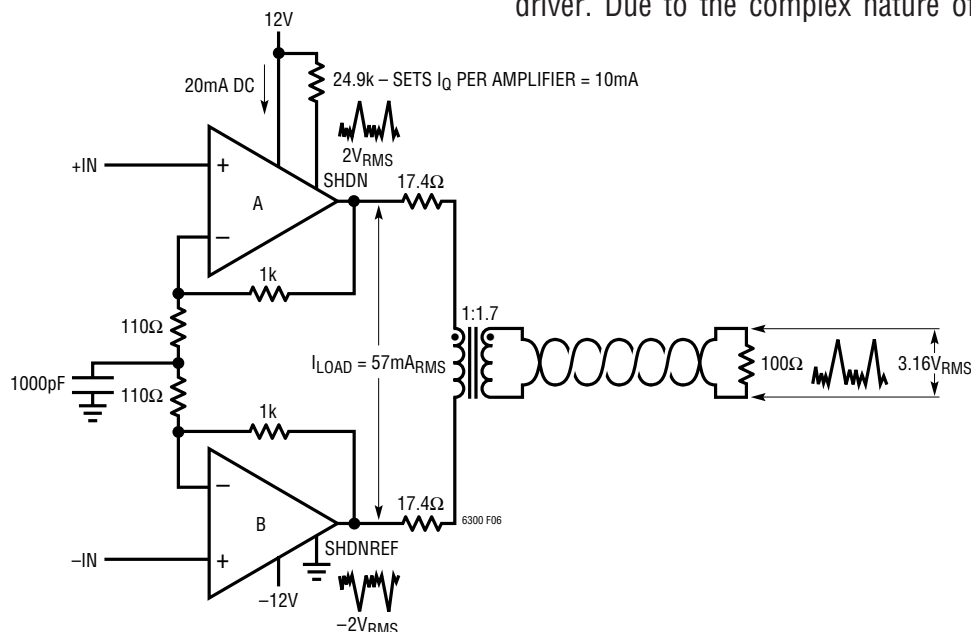 driver. Due to the complex nature of
12V
20mA DC
24.9k – SETS IQ PER AMPLIFIER = 10mA
2VRMS
+IN
+
SHDN
17.4Ω
A
–
1k
110Ω
1:1.7
1000pF
ILOAD = 57mARMS
100Ω
3.16VRMS
110Ω
1k
–
17.4Ω
6300 F06
B
SHDNREF
–IN
+
–12V
–2VRMS